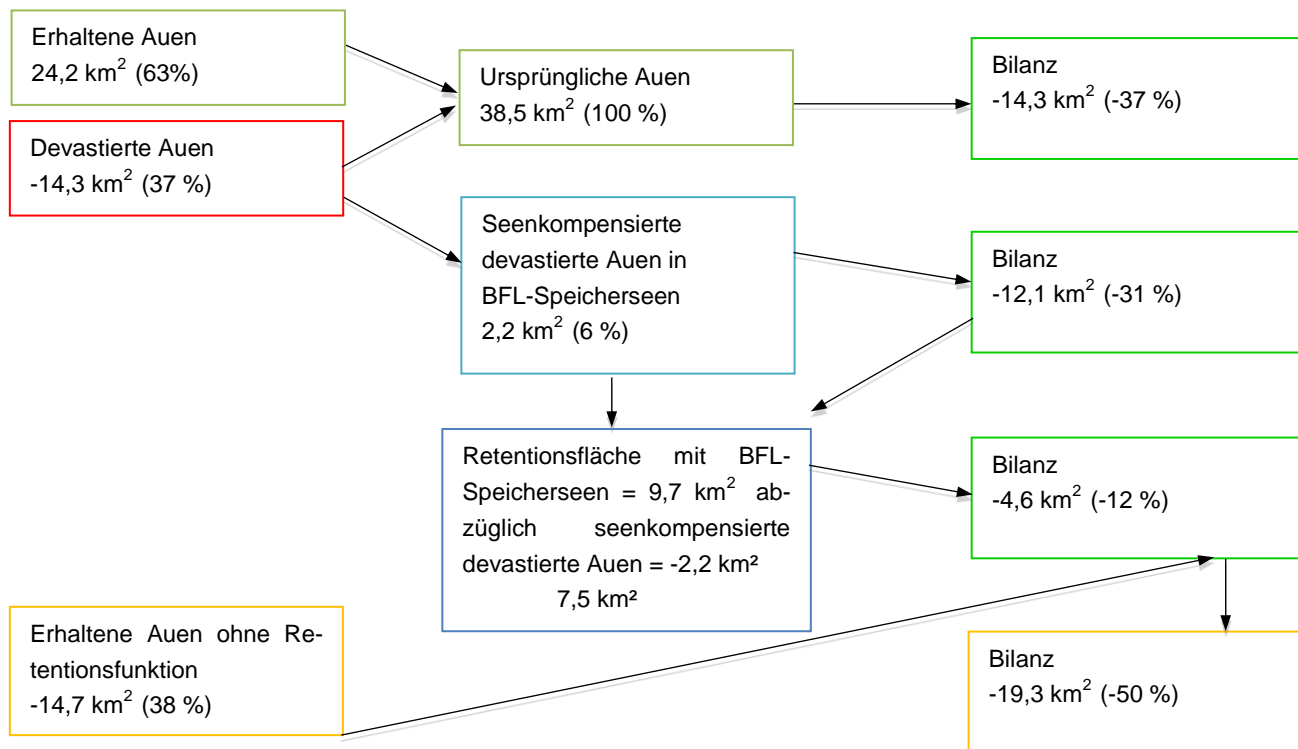 Erhaltene Auen
24,2 km² (63%)
Devastierte Auen
-14,3 km² (37 %)
Ursprüngliche Auen
38,5 km² (100 %)
Bilanz
-14,3 km² (-37 %)
Seenkompensierte
devastierte Auen in
BFL-Speicherseen
2,2 km² (6 %)
Bilanz
-12,1 km² (-31 %)
Retentionsfläche mit BFL-
Speicherseen = 9,7 km² ab-
züglich seenkompensierte
devastierte Auen = -2,2 km²
7,5 km²
Bilanz
-4,6 km² (-12 %)
Erhaltene Auen ohne Re-
tentionsfunktion
-14,7 km² (38 %)
Bilanz
-19,3 km² (-50 %)